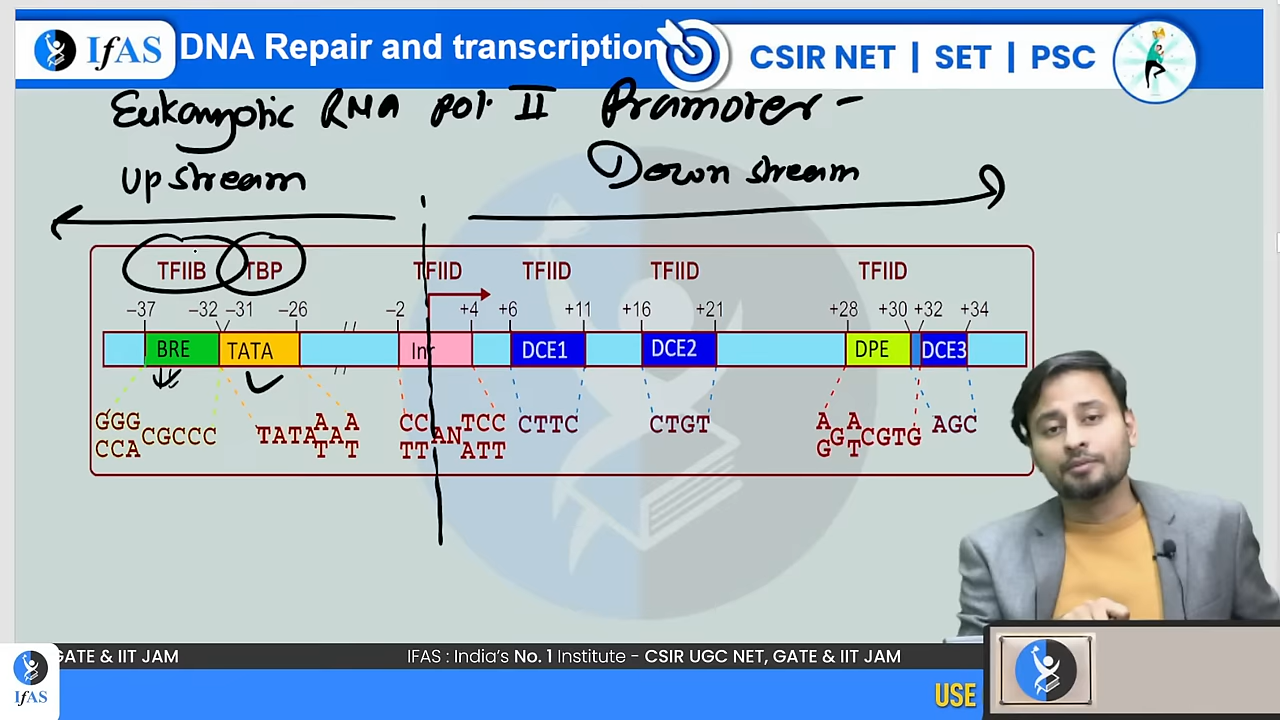 IfAS DNA Repair and transcription CSIR NET | SET | PSC
Eukaryotic RNA pol. II Promoter -
Upstream Down stream
TFIIB TBP TFIID TFIID TFIID TFIID
-37 -32 -31 -26 -2 +4 +6 +11 +16 +21 +28 +30 +32 +34
BRE TATA Inr DCE1 DCE2 DPE DCE3
GGG CCA CGCCC TATA A T A A T CC TT AN TCC ATT CTTC CTGT A G G A T CGTG AGC
GATE & IIT JAM IFAS : India's No. 1 Institute - CSIR UGC NET, GATE & IIT JAM
IfAS USE